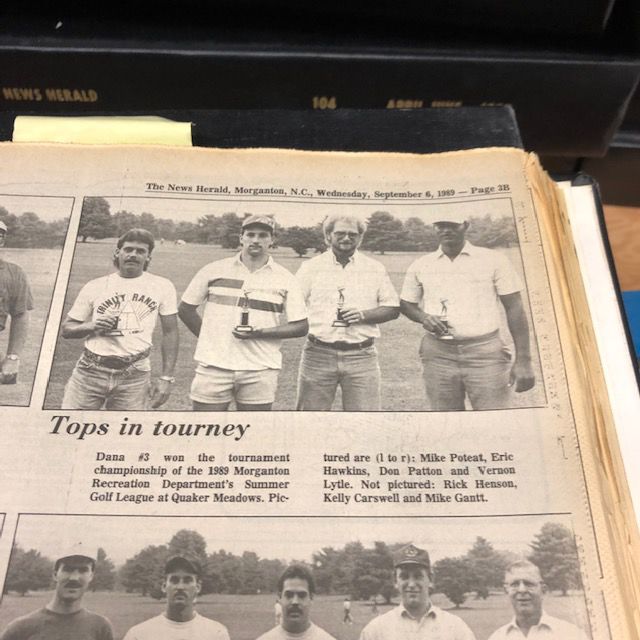 NEWS HERALD
104
The News Herald, Morganton, N.C., Wednesday, September 6, 1989 — Page 3B
TRINITY RANCH
Tops in tourney
Dana #3 won the tournament
championship of the 1989 Morganton
Recreation Department's Summer
Golf League at Quaker Meadows. Pic-
tured are (l to r): Mike Poteat, Eric
Hawkins, Don Patton and Vernon
Lytle. Not pictured: Rick Henson,
Kelly Carswell and Mike Gantt.